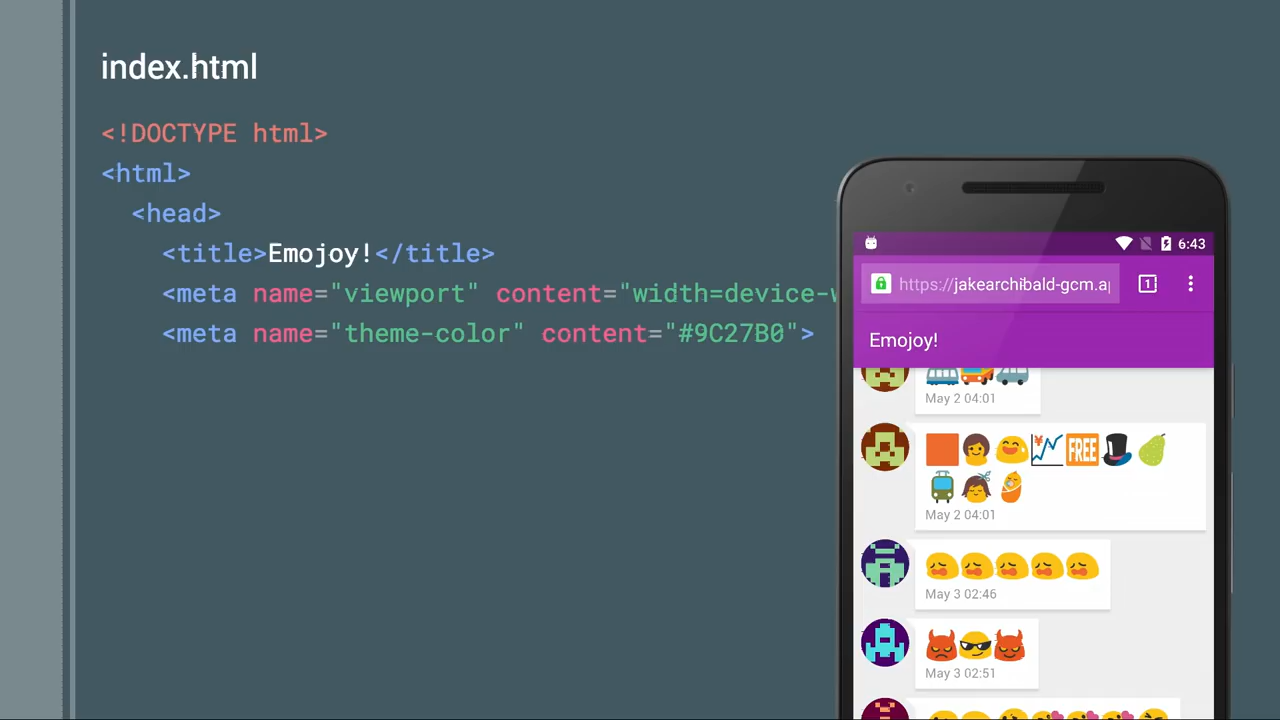 index.html
<!DOCTYPE html>
<html>
<head>
<title>Emojoy!</title>
<meta name="viewport" content="width=device-
<meta name="theme-color" content="#9C27B0">
6:43
https://jakearchibald-gcm.a
1
Emojoy!
May 2 04:01
FREE
May 2 04:01
May 3 02:46
May 3 02:51